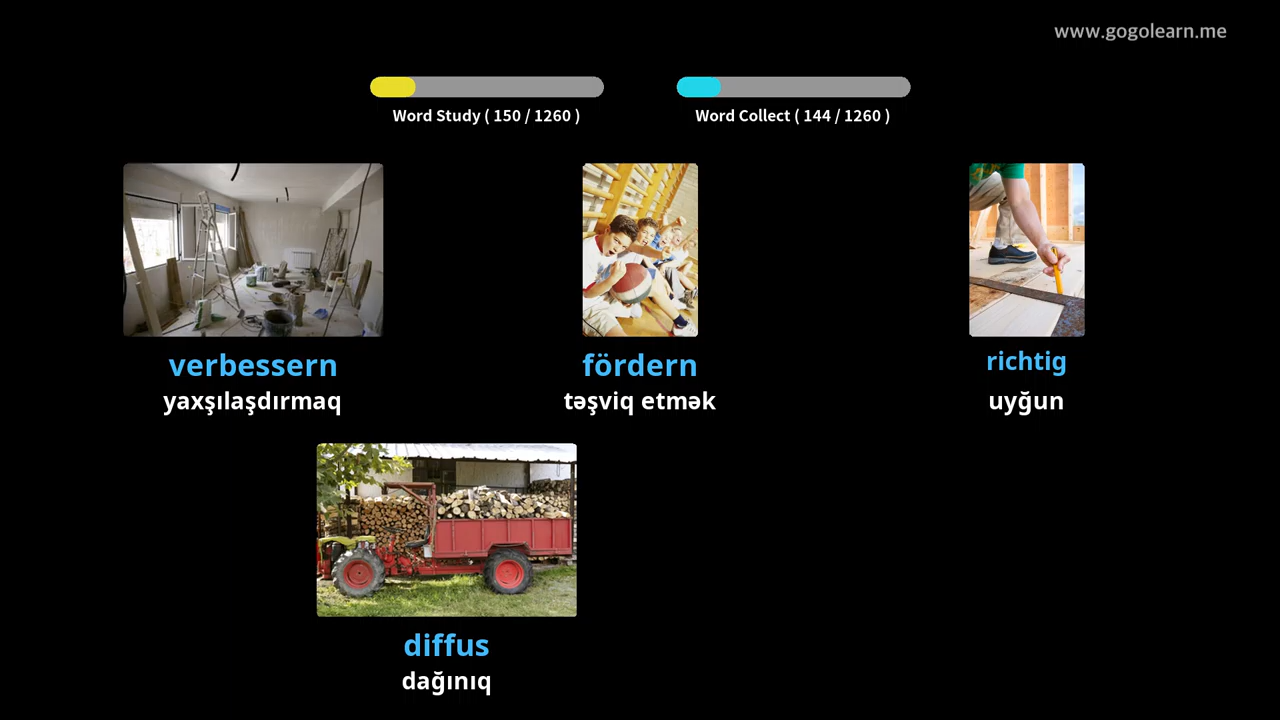 www.gogolearn.me
Word Study ( 150 / 1260 )
Word Collect ( 144 / 1260 )
verbessern
yaxşılaşdırmaq
fördern
təşviq etmək
richtig
uyğun
diffus
dağınıq